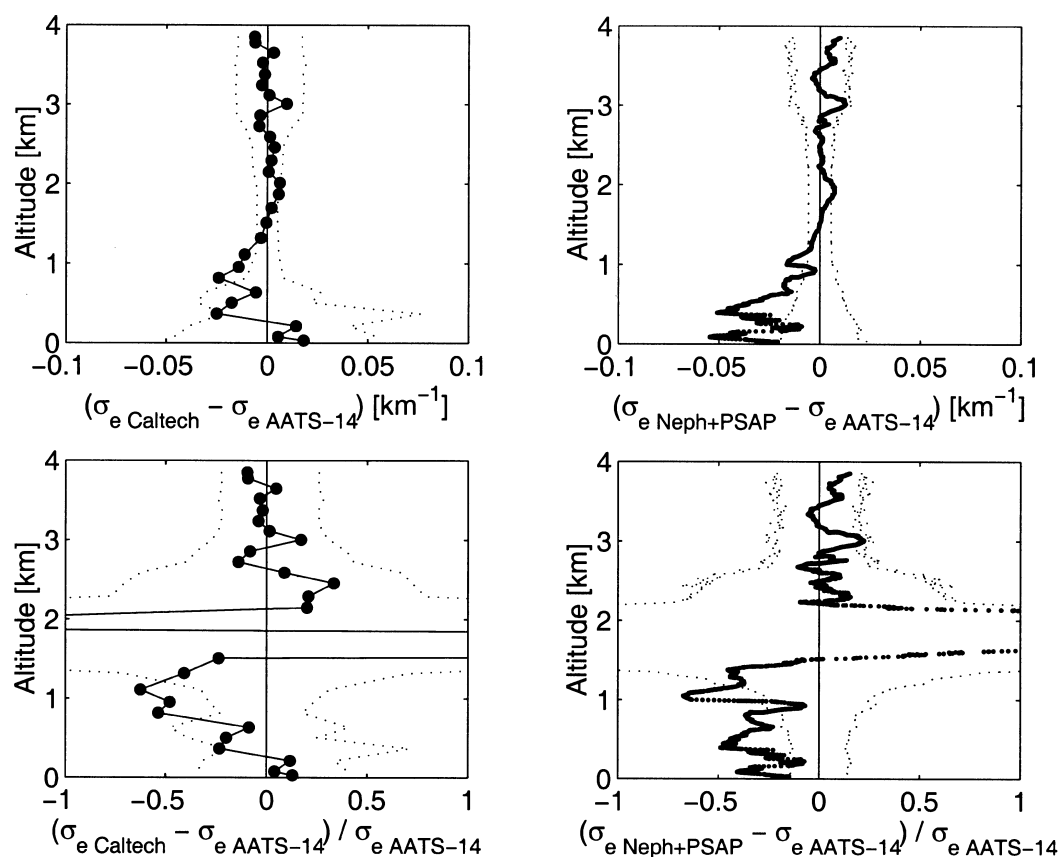 4
3
2
1
0
Altitude [km]
−0.1 −0.05 0 0.05 0.1
(σe Caltech − σe AATS−14) [km−1]
4
3
2
1
0
Altitude [km]
−0.1 −0.05 0 0.05 0.1
(σe Neph+PSAP − σe AATS−14) [km−1]
4
3
2
1
0
Altitude [km]
−1 −0.5 0 0.5 1
(σe Caltech − σe AATS−14) / σe AATS−14
4
3
2
1
0
Altitude [km]
−1 −0.5 0 0.5 1
(σe Neph+PSAP − σe AATS−14) / σe AATS−14